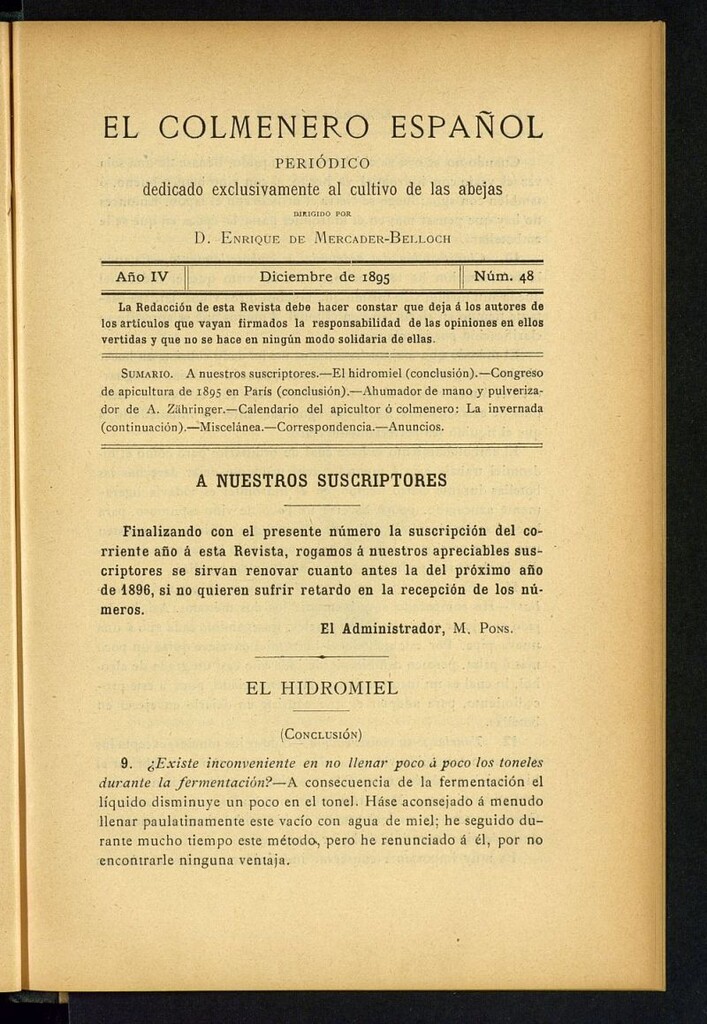 EL COLMENERO ESPAÑOL
PERIÓDICO
dedicado exclusivamente al cultivo de las abejas
DIRIGIDO POR
D. ENRIQUE DE MERCADER-BELLOCH
Año IV Diciembre de 1895 Núm. 48
La Redacción de esta Revista debe hacer constar que deja á los autores de
los artículos que vayan firmados la responsabilidad de las opiniones en ellos
vertidas y que no se hace en ningún modo solidaria de ellas.
SUMARIO. A nuestros suscriptores.—El hidromiel (conclusión).—Congreso
de apicultura de 1895 en París (conclusión).—Ahumador de mano y pulveriza-
dor de A. Zähringer.—Calendario del apicultor ó colmenero: La invernada
(continuación).—Miscelánea.—Correspondencia.—Anuncios.
A NUESTROS SUSCRIPTORES
Finalizando con el presente número la suscripción del co-
rriente año á esta Revista, rogamos á nuestros apreciables sus-
criptores se sirvan renovar cuanto antes la del próximo año
de 1896, si no quieren sufrir retardo en la recepción de los nú-
meros.
El Administrador, M. PONS.
EL HIDROMIEL
(CONCLUSIÓN)
9. ¿Existe inconveniente en no llenar poco á poco los toneles
durante la fermentación?—A consecuencia de la fermentación el
líquido disminuye un poco en el tonel. Háse aconsejado á menudo
llenar paulatinamente este vacío con agua de miel; he seguido du-
rante mucho tiempo este método, pero he renunciado á él, por no
encontrarle ninguna ventaja.